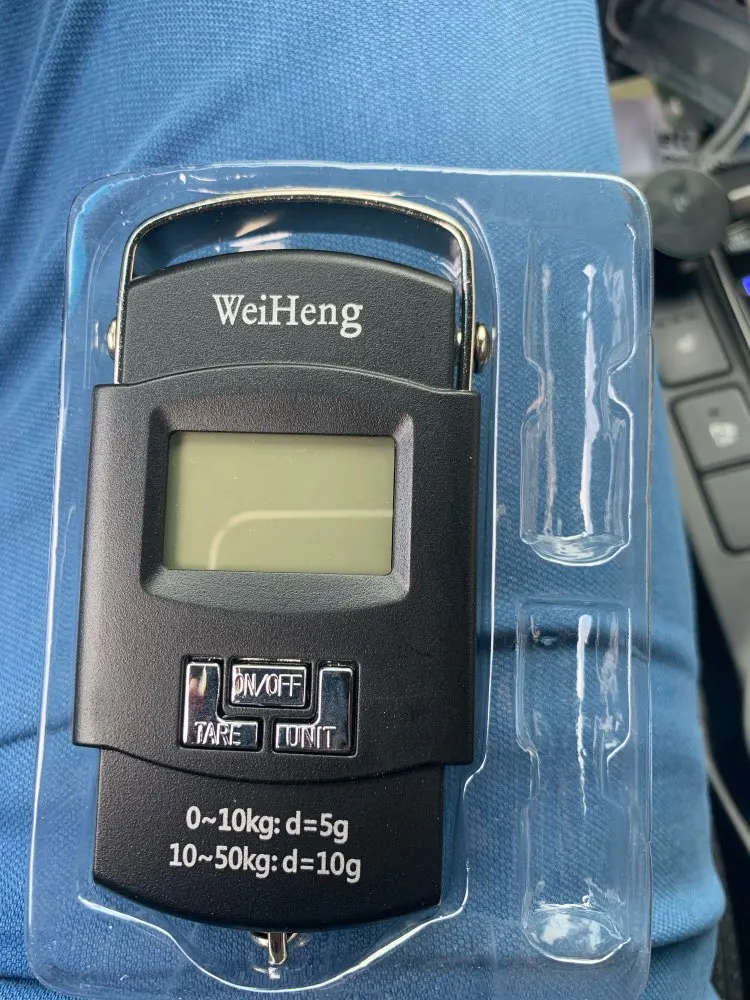 WeiHeng
ON/OFF
TARE UNIT
0~10kg: d=5g
10~50kg: d=10g